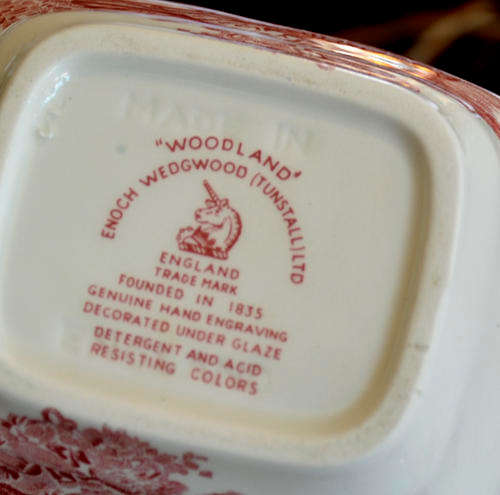 MADE IN
"WOODLAND"
ENOCH WEDGWOOD (TUNSTALL) LTD
ENGLAND
TRADE MARK
FOUNDED IN 1835
GENUINE HAND ENGRAVING
DECORATED UNDER GLAZE
DETERGENT AND ACID
RESISTING COLORS